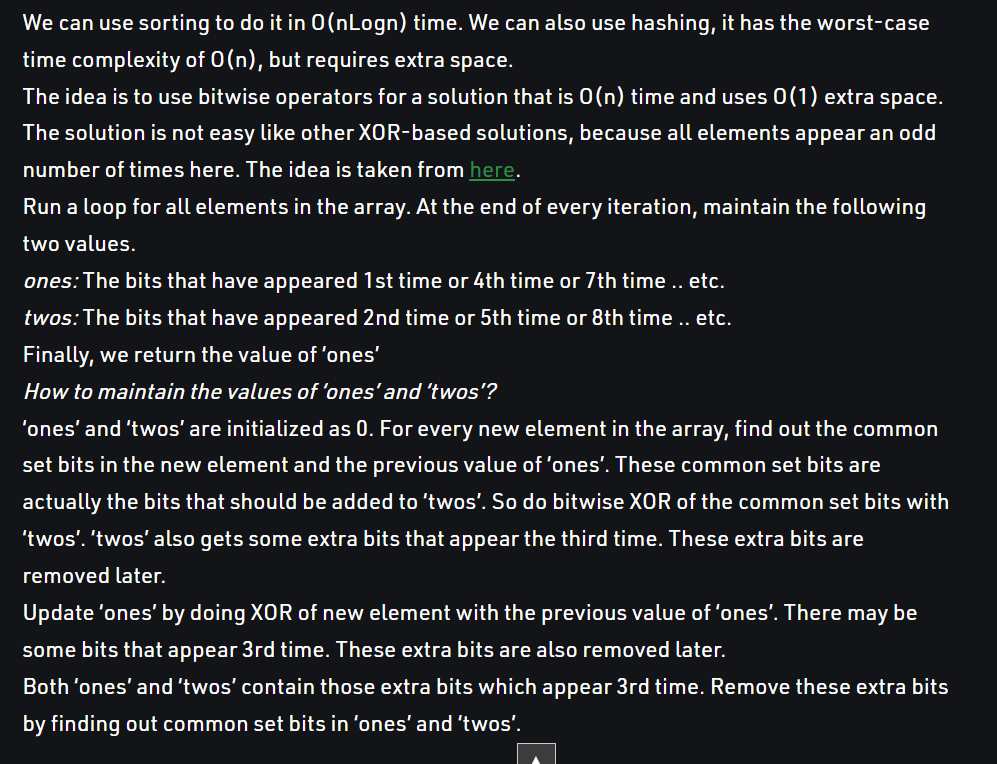 We can use sorting to do it in O(nLogn) time. We can also use hashing, it has the worst-case
time complexity of O(n), but requires extra space.
The idea is to use bitwise operators for a solution that is O(n) time and uses O(1) extra space.
The solution is not easy like other XOR-based solutions, because all elements appear an odd
number of times here. The idea is taken from here.
Run a loop for all elements in the array. At the end of every iteration, maintain the following
two values.
ones: The bits that have appeared 1st time or 4th time or 7th time .. etc.
twos: The bits that have appeared 2nd time or 5th time or 8th time .. etc.
Finally, we return the value of ‘ones’
How to maintain the values of ‘ones’ and ‘twos’?
‘ones’ and ‘twos’ are initialized as 0. For every new element in the array, find out the common
set bits in the new element and the previous value of ‘ones’. These common set bits are
actually the bits that should be added to ‘twos’. So do bitwise XOR of the common set bits with
‘twos’. ‘twos’ also gets some extra bits that appear the third time. These extra bits are
removed later.
Update ‘ones’ by doing XOR of new element with the previous value of ‘ones’. There may be
some bits that appear 3rd time. These extra bits are also removed later.
Both ‘ones’ and ‘twos’ contain those extra bits which appear 3rd time. Remove these extra bits
by finding out common set bits in ‘ones’ and ‘twos’.